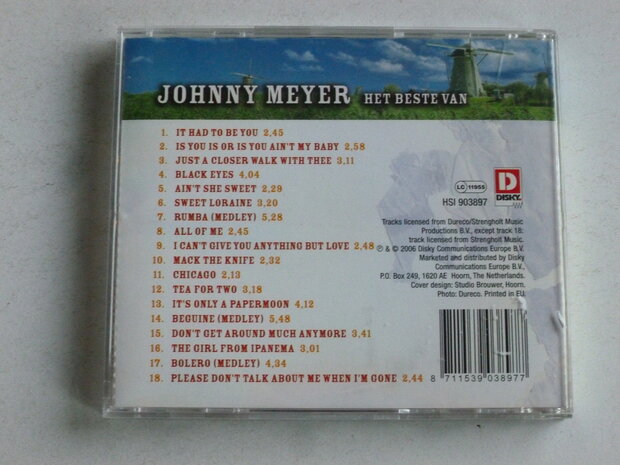 JOHNNY MEYER HET BESTE VAN
1. IT HAD TO BE YOU 2,45
2. IS YOU IS OR IS YOU AIN'T MY BABY 2,58
3. JUST A CLOSER WALK WITH THEE 3,11
4. BLACK EYES 4,04
5. AIN'T SHE SWEET 2,29
6. SWEET LORAINE 3,20
7. RUMBA (MEDLEY) 5,28
8. ALL OF ME 2,45
9. I CAN'T GIVE YOU ANYTHING BUT LOVE 2,48
10. MACK THE KNIFE 2,32
11. CHICAGO 2,13
12. TEA FOR TWO 3,18
13. IT'S ONLY A PAPERMOON 4,12
14. BEGUINE (MEDLEY) 5,48
15. DON'T GET AROUND MUCH ANYMORE 3,41
16. THE GIRL FROM IPANEMA 3,01
17. BOLERO (MEDLEY) 4,34
18. PLEASE DON'T TALK ABOUT ME WHEN I'M GONE 2,44
LC 11955
HSI 903897
D
DISKY
Tracks licensed from Dureco/Strengholt Music
Productions B.V., except track 18:
track licensed from Strengholt Music.
℗ & © 2006 Disky Communications Europe B.V.
Marketed and distributed by Disky
Communications Europe B.V.,
P.O. Box 249, 1620 AE Hoorn, The Netherlands.
Cover design: Studio Brouwer, Hoorn.
Photo: Dureco. Printed in EU.
8 711539 038977